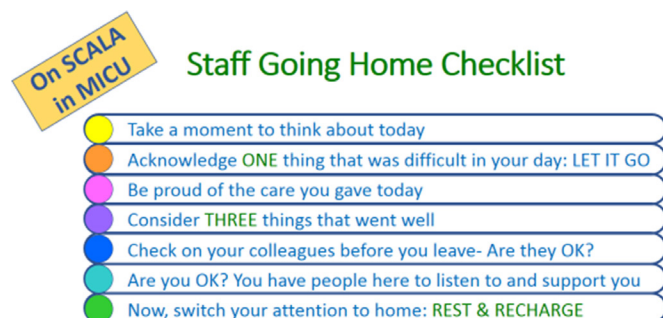 On SCALA
in MICU
Staff Going Home Checklist
Take a moment to think about today
Acknowledge ONE thing that was difficult in your day: LET IT GO
Be proud of the care you gave today
Consider THREE things that went well
Check on your colleagues before you leave- Are they OK?
Are you OK? You have people here to listen to and support you
Now, switch your attention to home: REST & RECHARGE